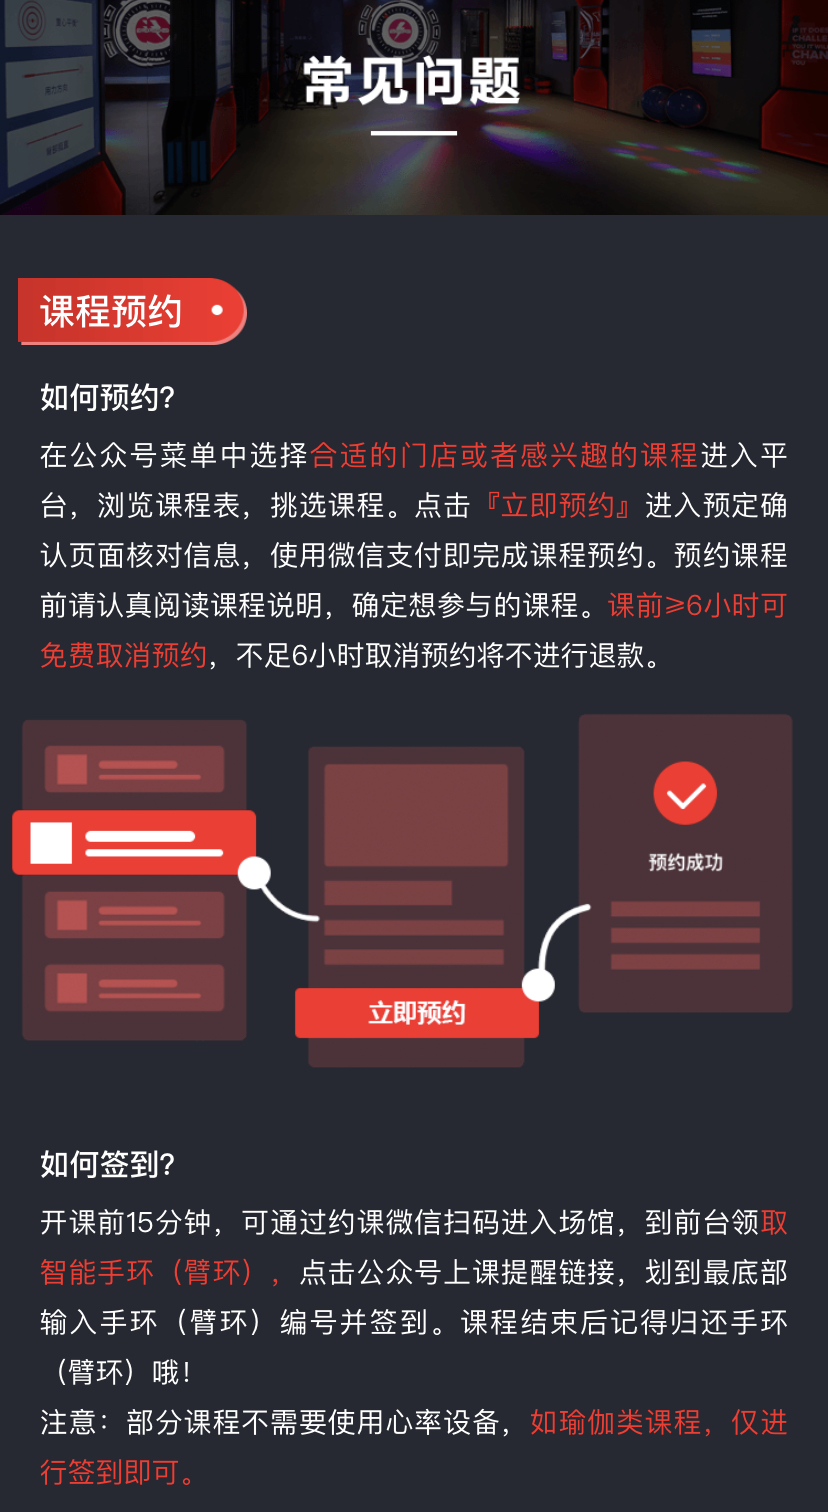 常见问题
课程预约
如何预约?
在公众号菜单中选择合适的门店或者感兴趣的课程进入平
台，浏览课程表，挑选课程。点击『立即预约』进入预定确
认页面核对信息，使用微信支付即完成课程预约。预约课程
前请认真阅读课程说明，确定想参与的课程。课前⩾6小时可
免费取消预约，不足6小时取消预约将不进行退款。
预约成功
立即预约
如何签到?
开课前15分钟，可通过约课微信扫码进入场馆，到前台领取
智能手环（臂环），点击公众号上课提醒链接，划到最底部
输入手环（臂环）编号并签到。课程结束后记得归还手环
（臂环）哦！
注意：部分课程不需要使用心率设备，如瑜伽类课程，仅进
行签到即可。